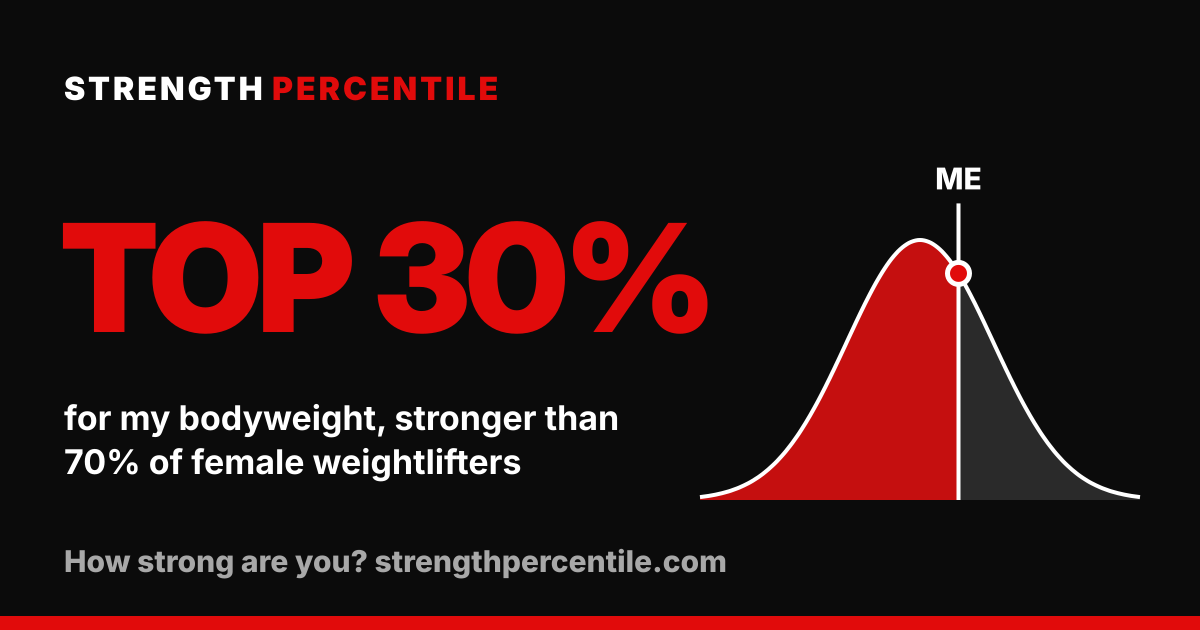 STRENGTH PERCENTILE
ME
TOP 30%
for my bodyweight, stronger than
70% of female weightlifters
How strong are you? strengthpercentile.com